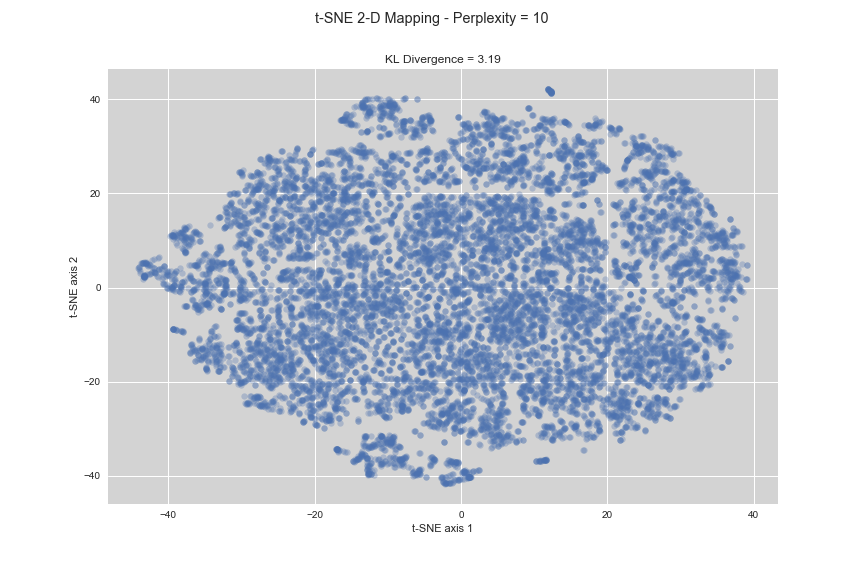 t-SNE 2-D Mapping - Perplexity = 10
KL Divergence = 3.19
40
20
0
−20
−40
t-SNE axis 2
−40
−20
0
20
40
t-SNE axis 1